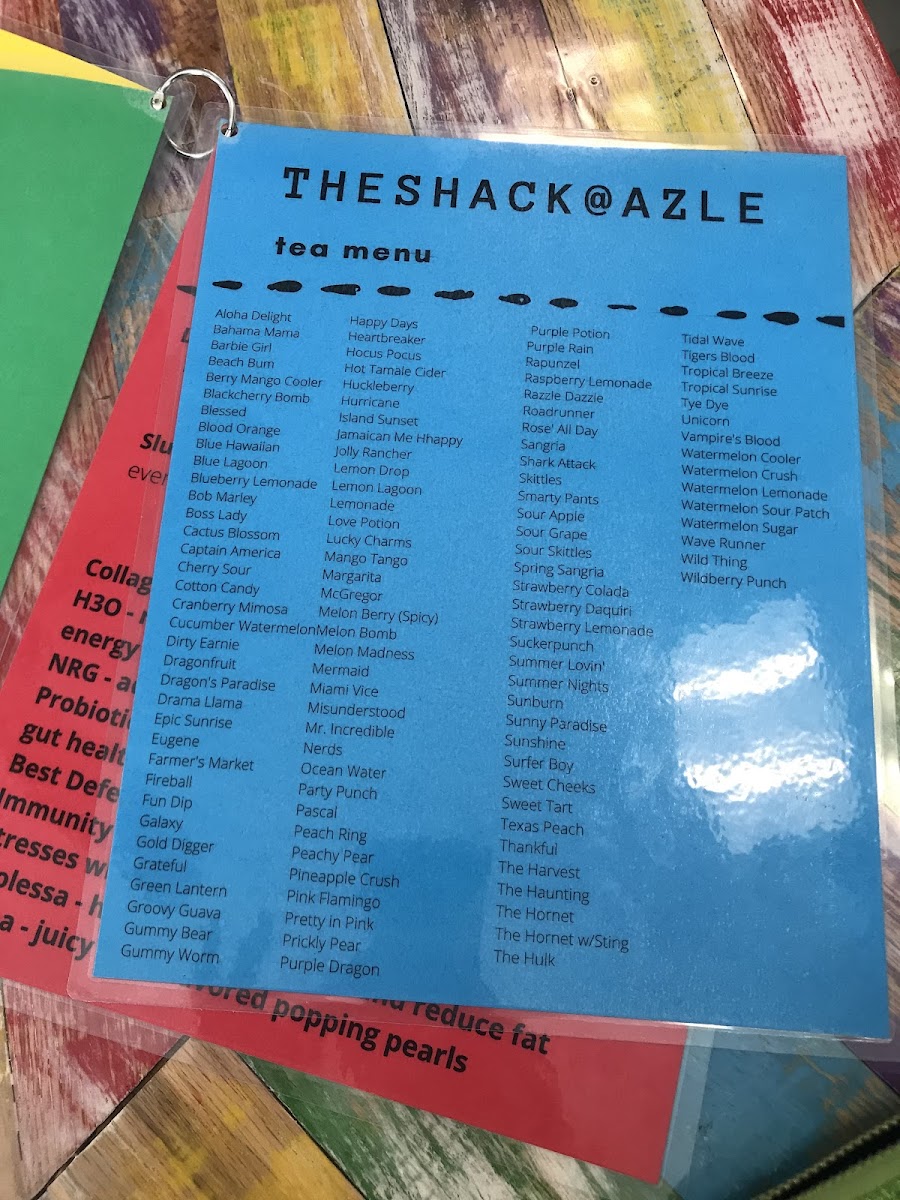 THESHACK@AZLE
tea menu
Aloha Delight
Bahama Mama
Barbie Girl
Beach Bum
Berry Mango Cooler
Blackcherry Bomb
Blessed
Blood Orange
Blue Hawaiian
Blue Lagoon
Blueberry Lemonade
Bob Marley
Boss Lady
Cactus Blossom
Captain America
Cherry Sour
Cotton Candy
Cranberry Mimosa
Cucumber Watermelon
Dirty Earnie
Dragonfruit
Dragon's Paradise
Drama Llama
Epic Sunrise
Eugene
Farmer's Market
Fireball
Fun Dip
Galaxy
Gold Digger
Grateful
Green Lantern
Groovy Guava
Gummy Bear
Gummy Worm
Happy Days
Heartbreaker
Hocus Pocus
Hot Tamale Cider
Huckleberry
Hurricane
Island Sunset
Jamaican Me Hhappy
Jolly Rancher
Lemon Drop
Lemon Lagoon
Lemonade
Love Potion
Lucky Charms
Mango Tango
Margarita
McGregor
Melon Berry (Spicy)
Melon Bomb
Melon Madness
Mermaid
Miami Vice
Misunderstood
Mr. Incredible
Nerds
Ocean Water
Party Punch
Pascal
Peach Ring
Peachy Pear
Pineapple Crush
Pink Flamingo
Pretty in Pink
Prickly Pear
Purple Dragon
Purple Potion
Purple Rain
Rapunzel
Raspberry Lemonade
Razzle Dazzle
Roadrunner
Rose' All Day
Sangria
Shark Attack
Skittles
Smarty Pants
Sour Apple
Sour Grape
Sour Skittles
Spring Sangria
Strawberry Colada
Strawberry Daquiri
Strawberry Lemonade
Suckerpunch
Summer Lovin'
Summer Nights
Sunburn
Sunny Paradise
Sunshine
Surfer Boy
Sweet Cheeks
Sweet Tart
Texas Peach
Thankful
The Harvest
The Haunting
The Hornet
The Hornet w/Sting
The Hulk
Tidal Wave
Tigers Blood
Tropical Breeze
Tropical Sunrise
Tye Dye
Unicorn
Vampire's Blood
Watermelon Cooler
Watermelon Crush
Watermelon Lemonade
Watermelon Sour Patch
Watermelon Sugar
Wave Runner
Wild Thing
Wildberry Punch
H3O -
energy
NRG -
gut
Best
Immunity
juicy
reduce fat
popping pearls